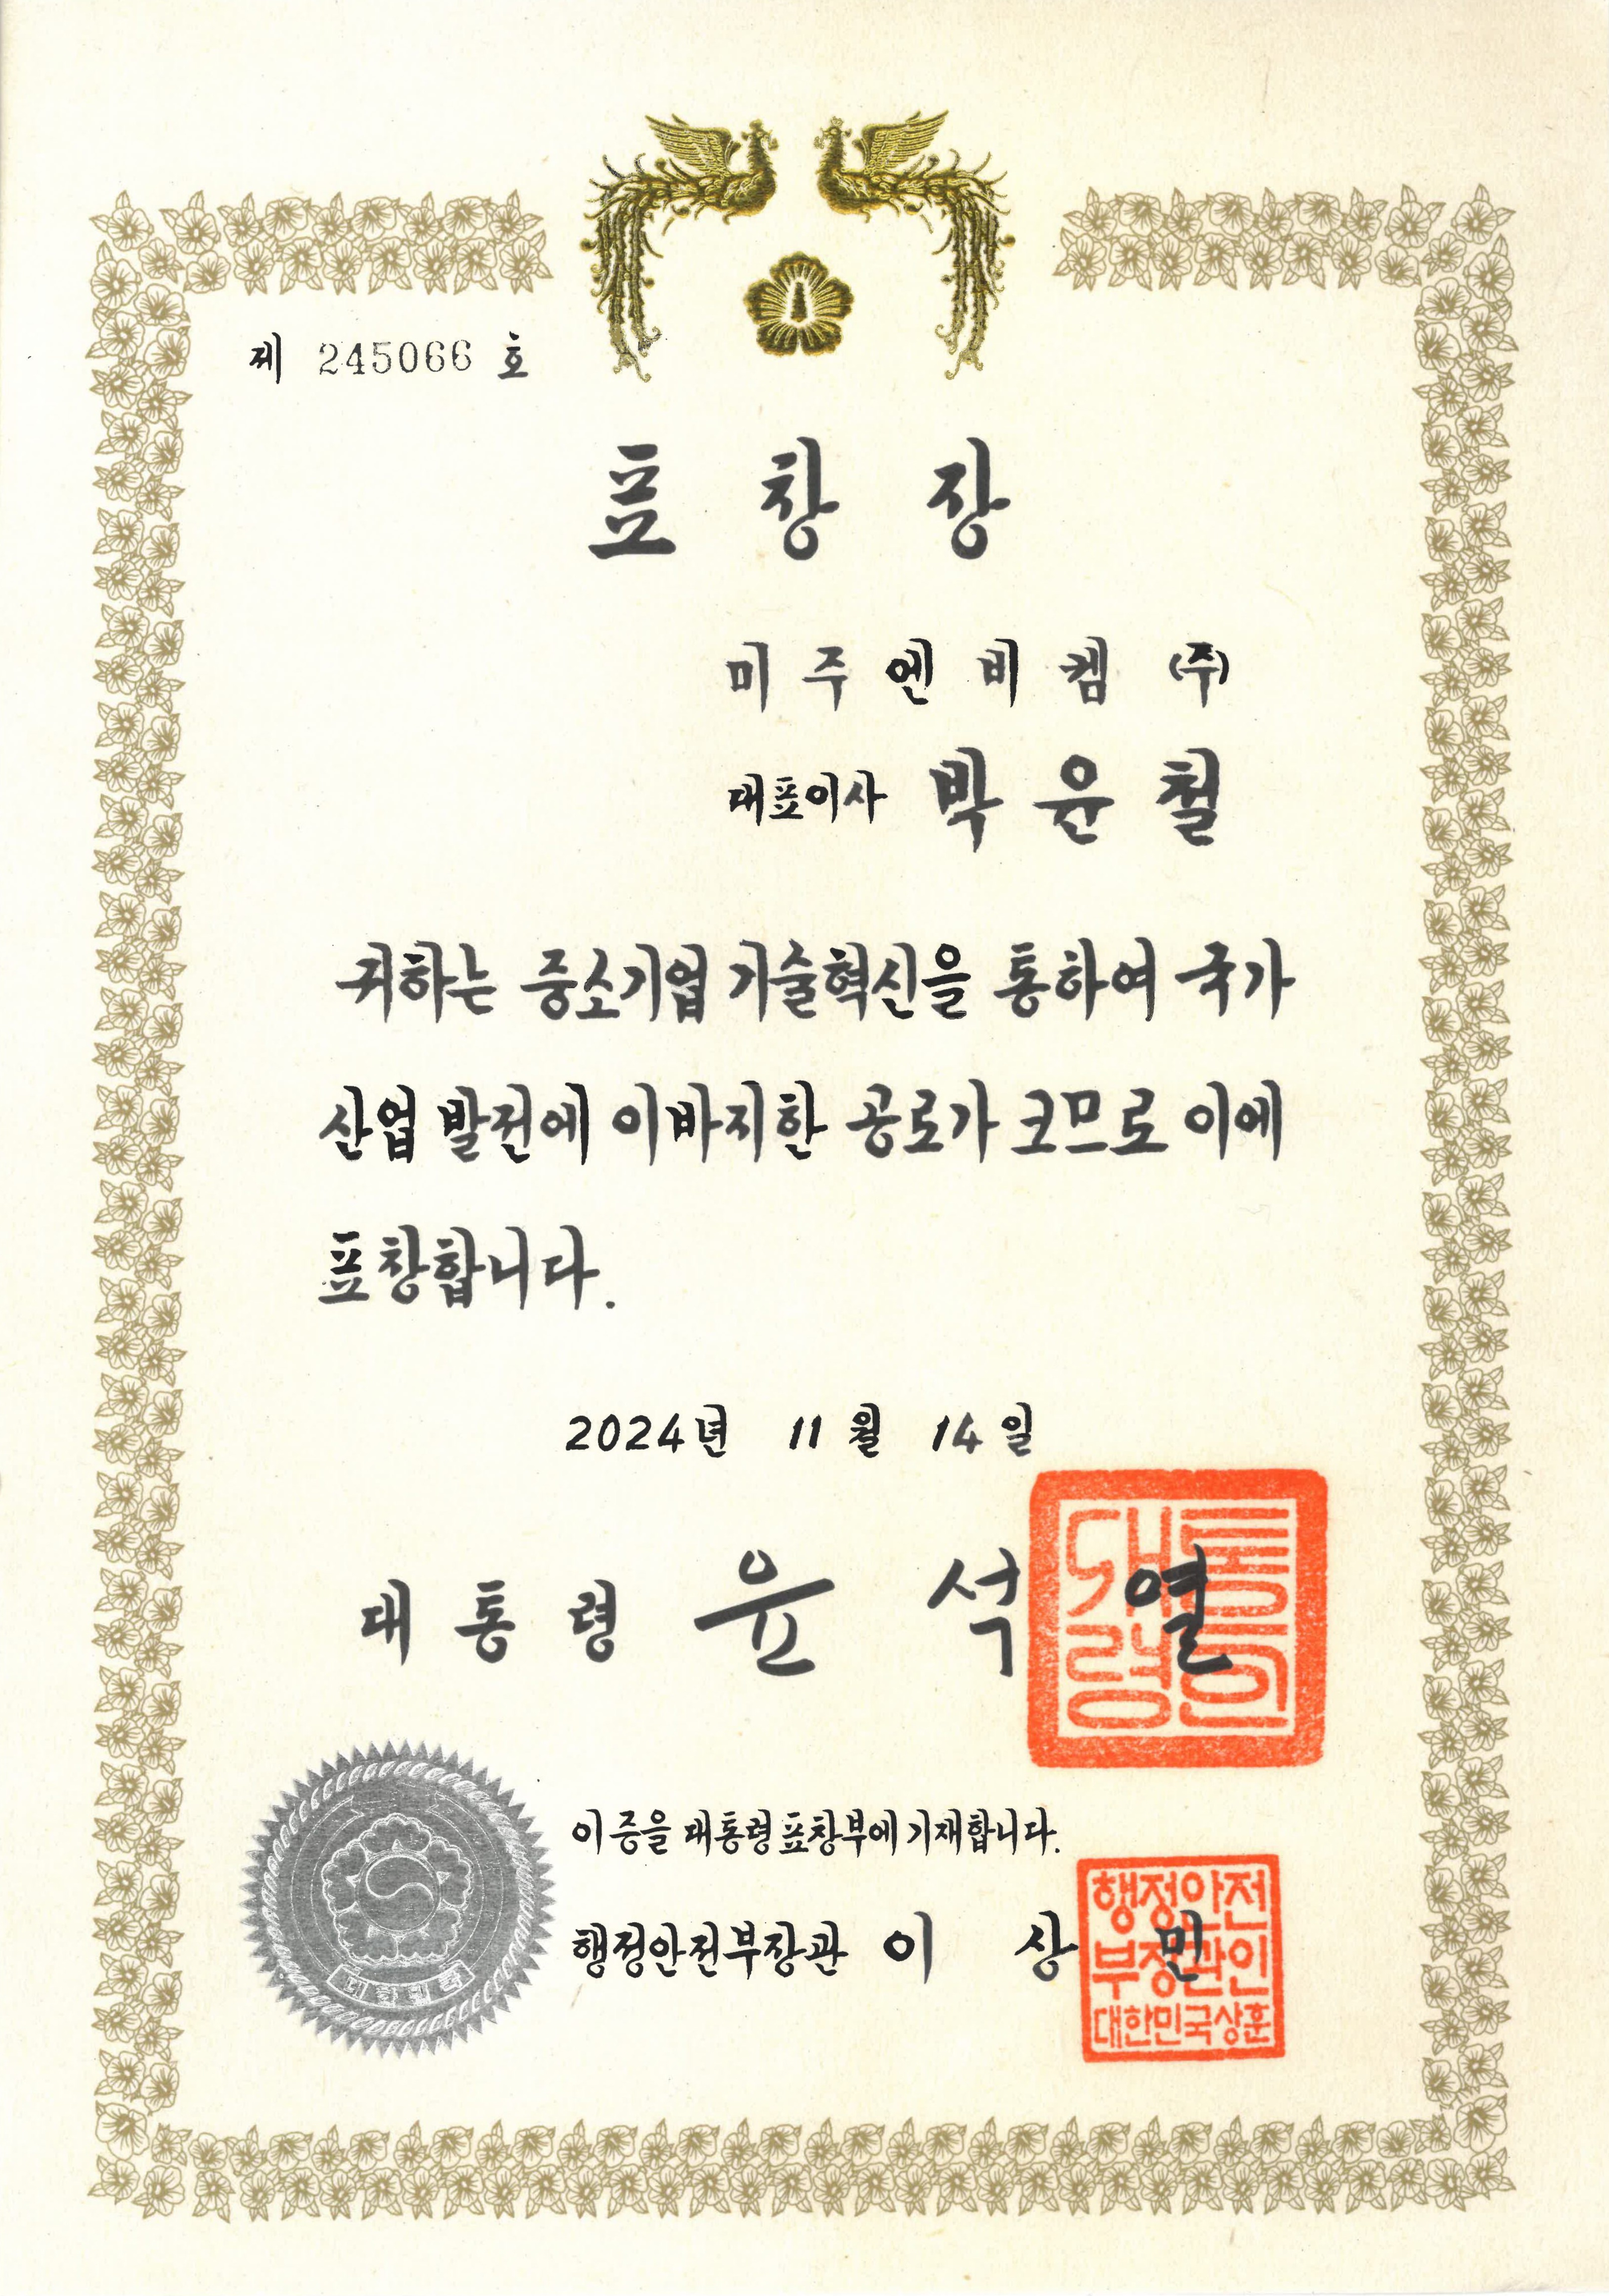 제 245066 호
표 창 장
미 주 엔 비 켐 (주)
대표이사 박 윤 철
귀하는 중소기업 기술혁신을 통하여 국가
산업 발전에 이바지한 공로가 크므로 이에
표창합니다.
2024년 11월 14일
대 통 령 윤 석 열
대통령인
이 증을 대통령 표창부에 기재합니다.
행정안전부장관 이 상 민
행정안전
부장관인
대한민국상훈
대한민국